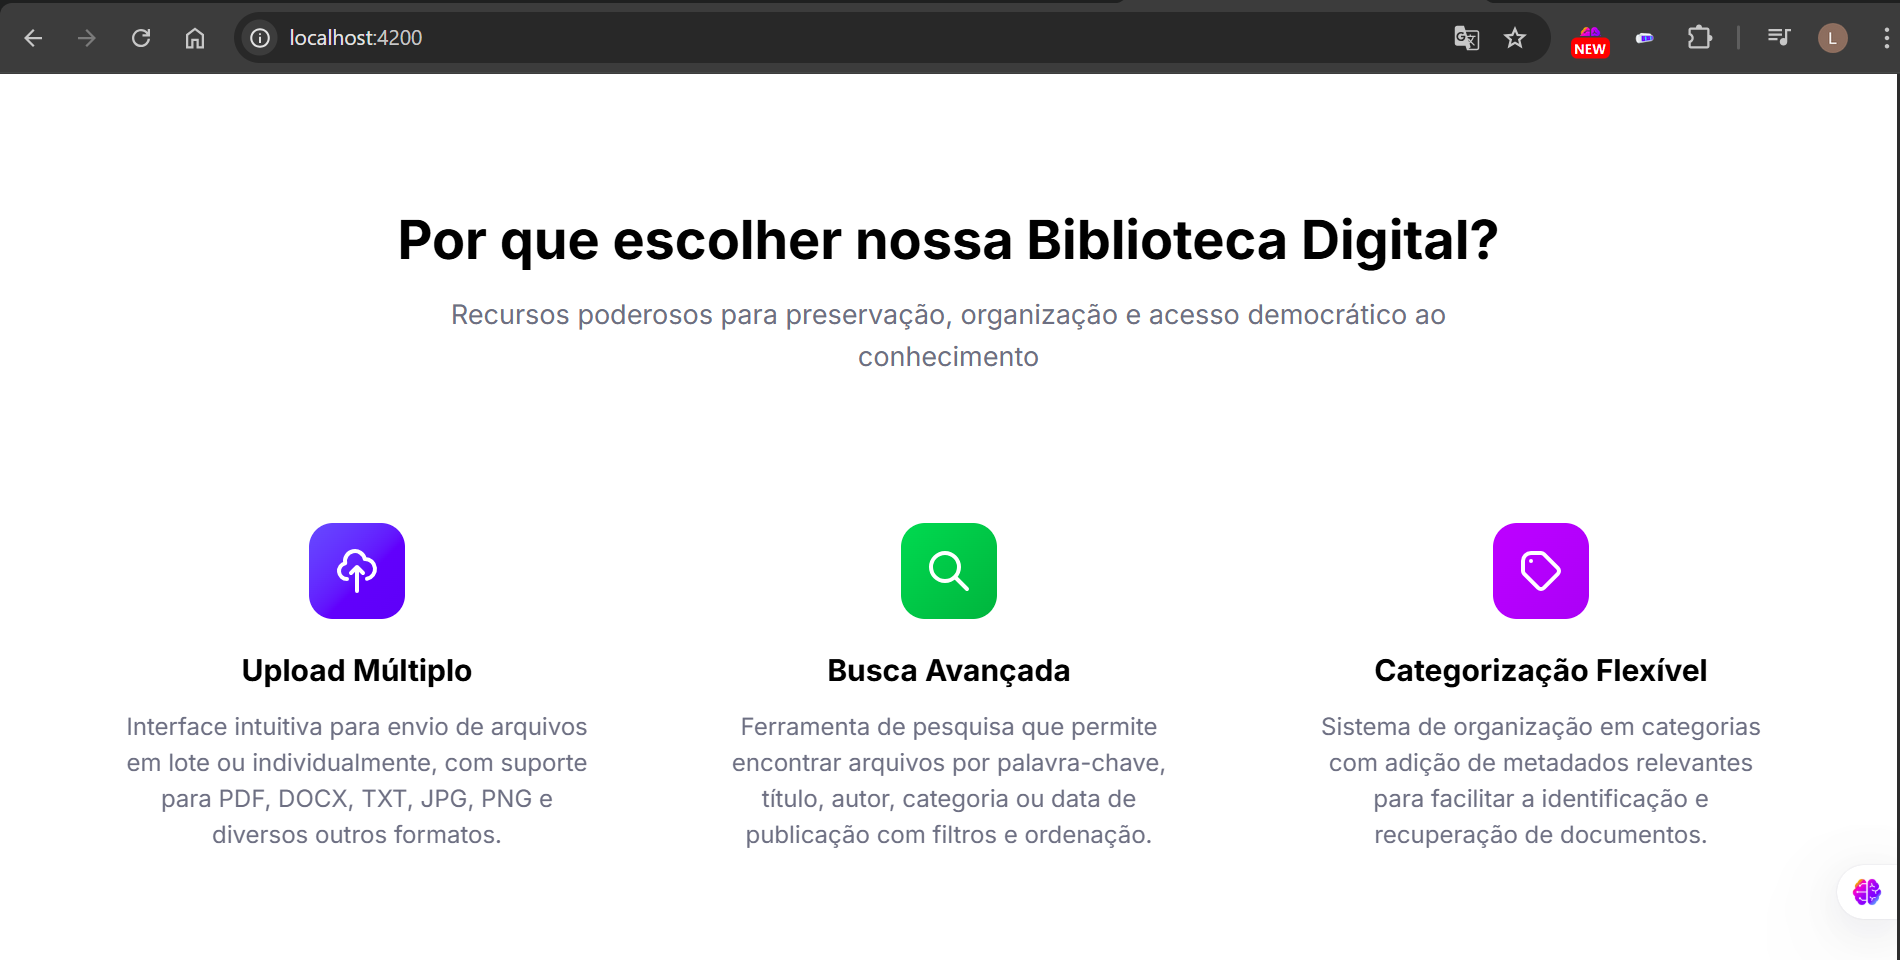 localhost:4200
NEW
L
Por que escolher nossa Biblioteca Digital?
Recursos poderosos para preservação, organização e acesso democrático ao
conhecimento
Upload Múltiplo
Interface intuitiva para envio de arquivos
em lote ou individualmente, com suporte
para PDF, DOCX, TXT, JPG, PNG e
diversos outros formatos.
Busca Avançada
Ferramenta de pesquisa que permite
encontrar arquivos por palavra-chave,
título, autor, categoria ou data de
publicação com filtros e ordenação.
Categorização Flexível
Sistema de organização em categorias
com adição de metadados relevantes
para facilitar a identificação e
recuperação de documentos.